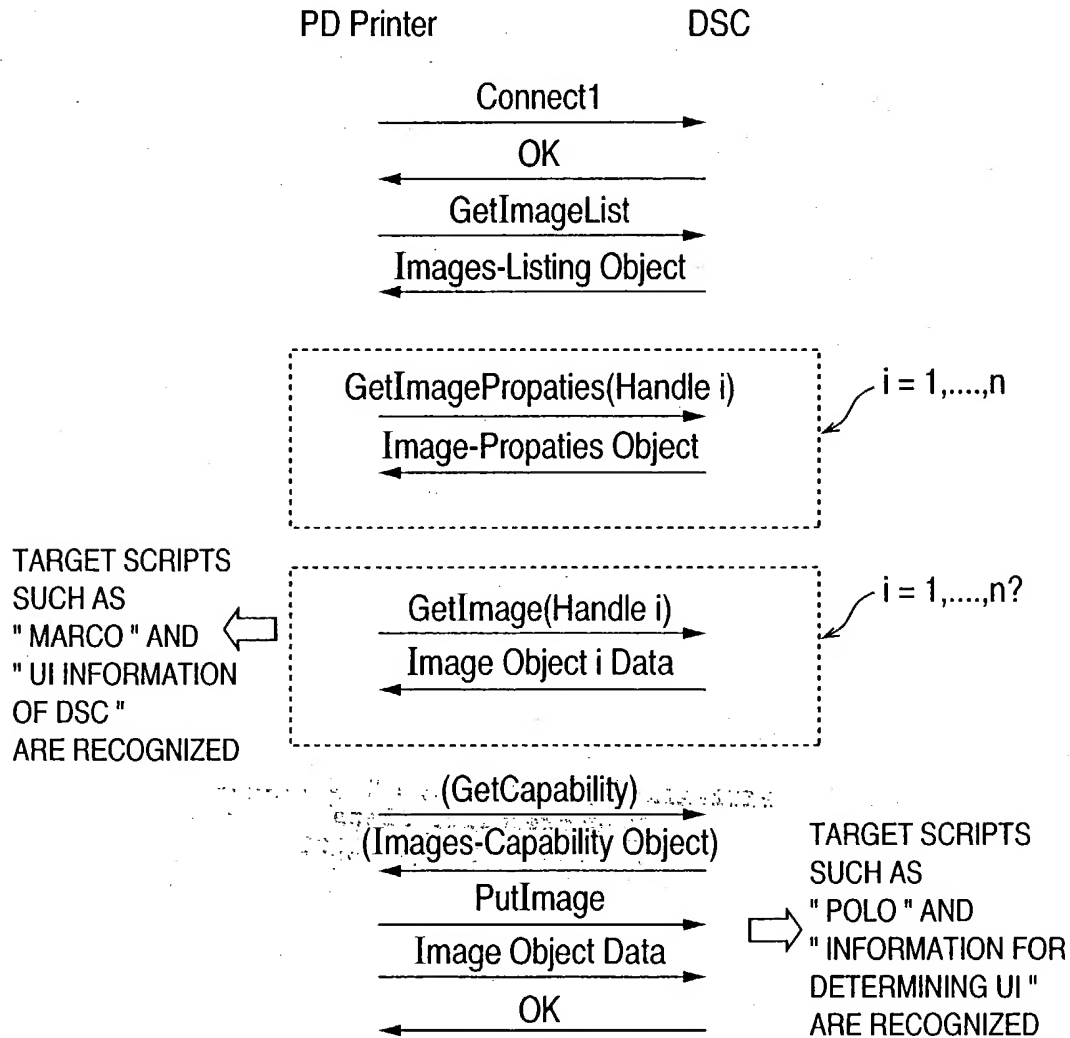 PD Printer DSC
Connect1
OK
GetImageList
Images-Listing Object
GetImagePropaties(Handle i)
i = 1,....,n
Image-Propaties Object
TARGET SCRIPTS
SUCH AS
" MARCO " AND
" UI INFORMATION
OF DSC "
ARE RECOGNIZED
GetImage(Handle i)
i = 1,....,n?
Image Object i Data
(GetCapability)
(Images-Capability Object)
PutImage
Image Object Data
OK
TARGET SCRIPTS
SUCH AS
" POLO " AND
" INFORMATION FOR
DETERMINING UI "
ARE RECOGNIZED